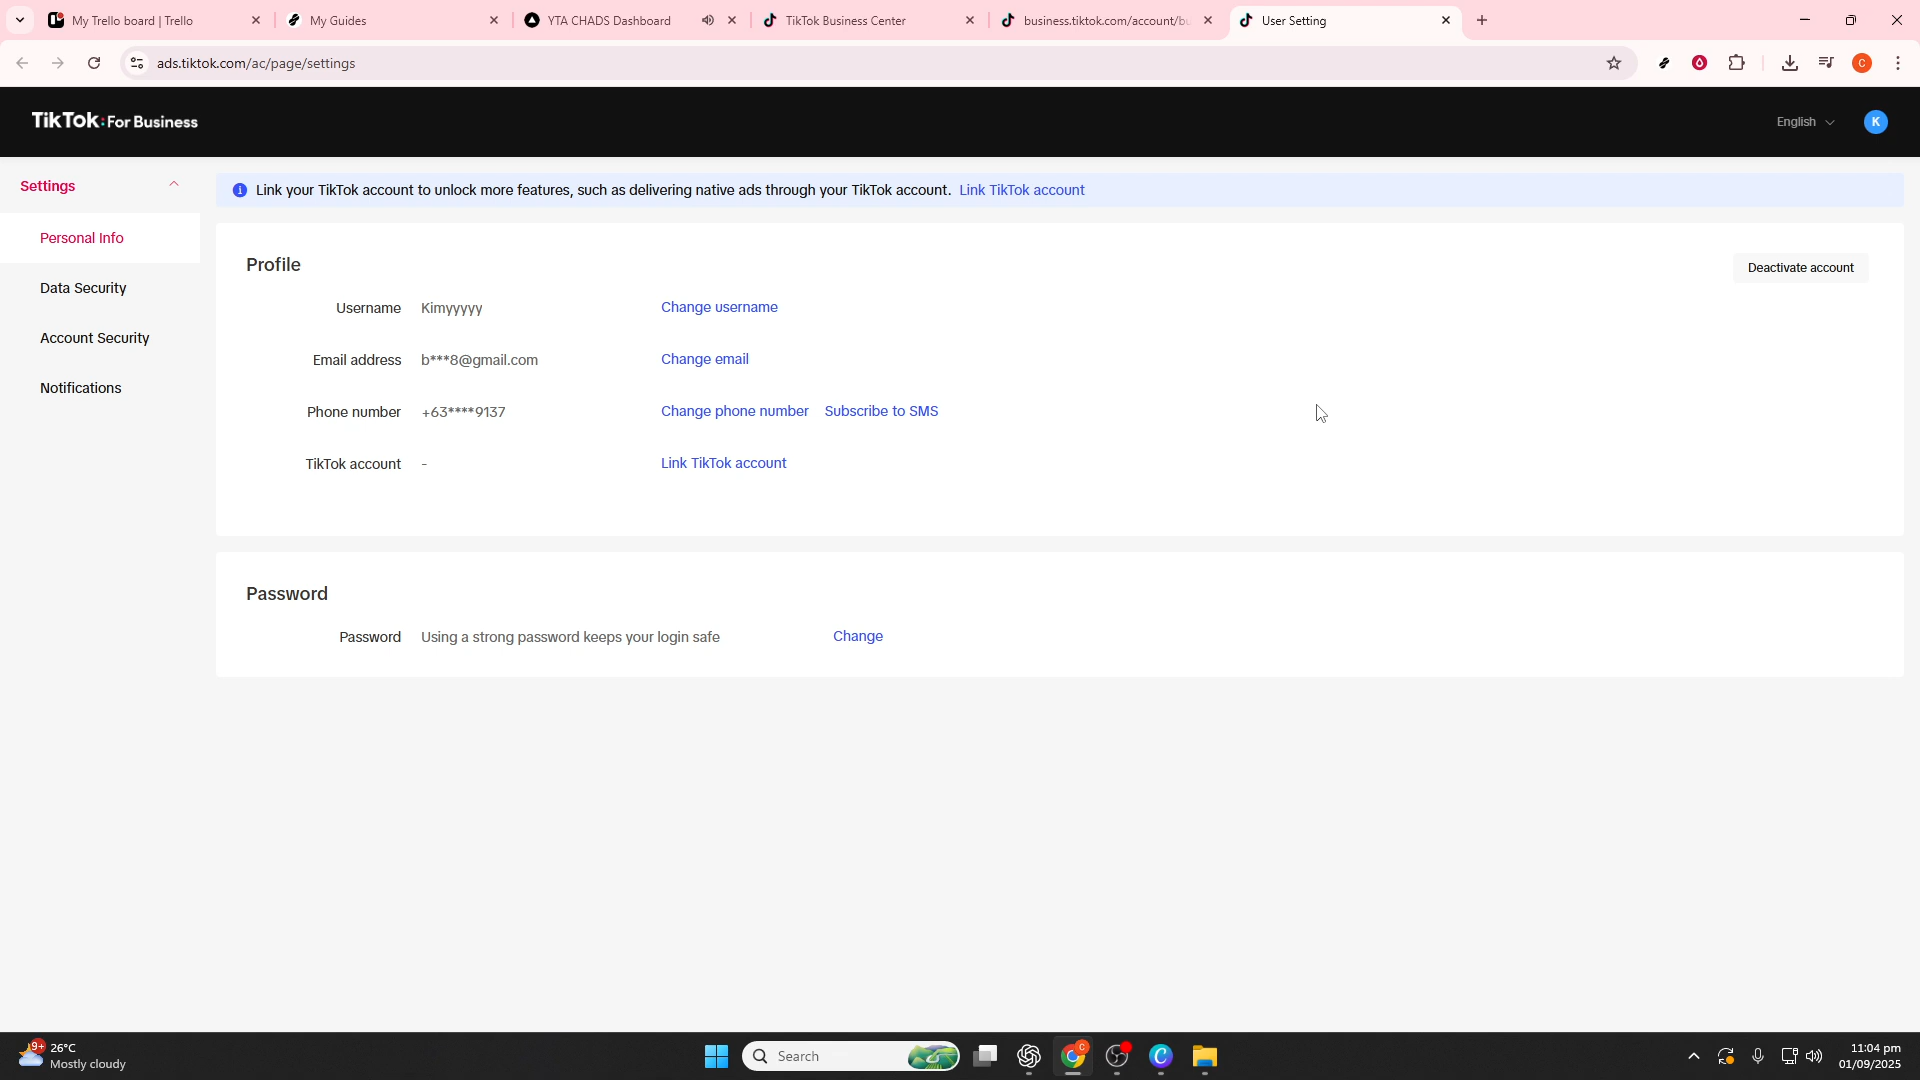 My Trello board | Trello
My Guides
YTA CHADS Dashboard
TikTok Business Center
business.tiktok.com/account/bu
User Setting
ads.tiktok.com/ac/page/settings
C
TikTok: For Business
English
K
Settings
Personal Info
Data Security
Account Security
Notifications
Link your TikTok account to unlock more features, such as delivering native ads through your TikTok account. Link TikTok account
Profile
Deactivate account
Username Kimyyyyy Change username
Email address b***8@gmail.com Change email
Phone number +63****9137 Change phone number Subscribe to SMS
TikTok account - Link TikTok account
Password
Password Using a strong password keeps your login safe Change
9+
26°C
Mostly cloudy
Search
C
11:04 pm
01/09/2025